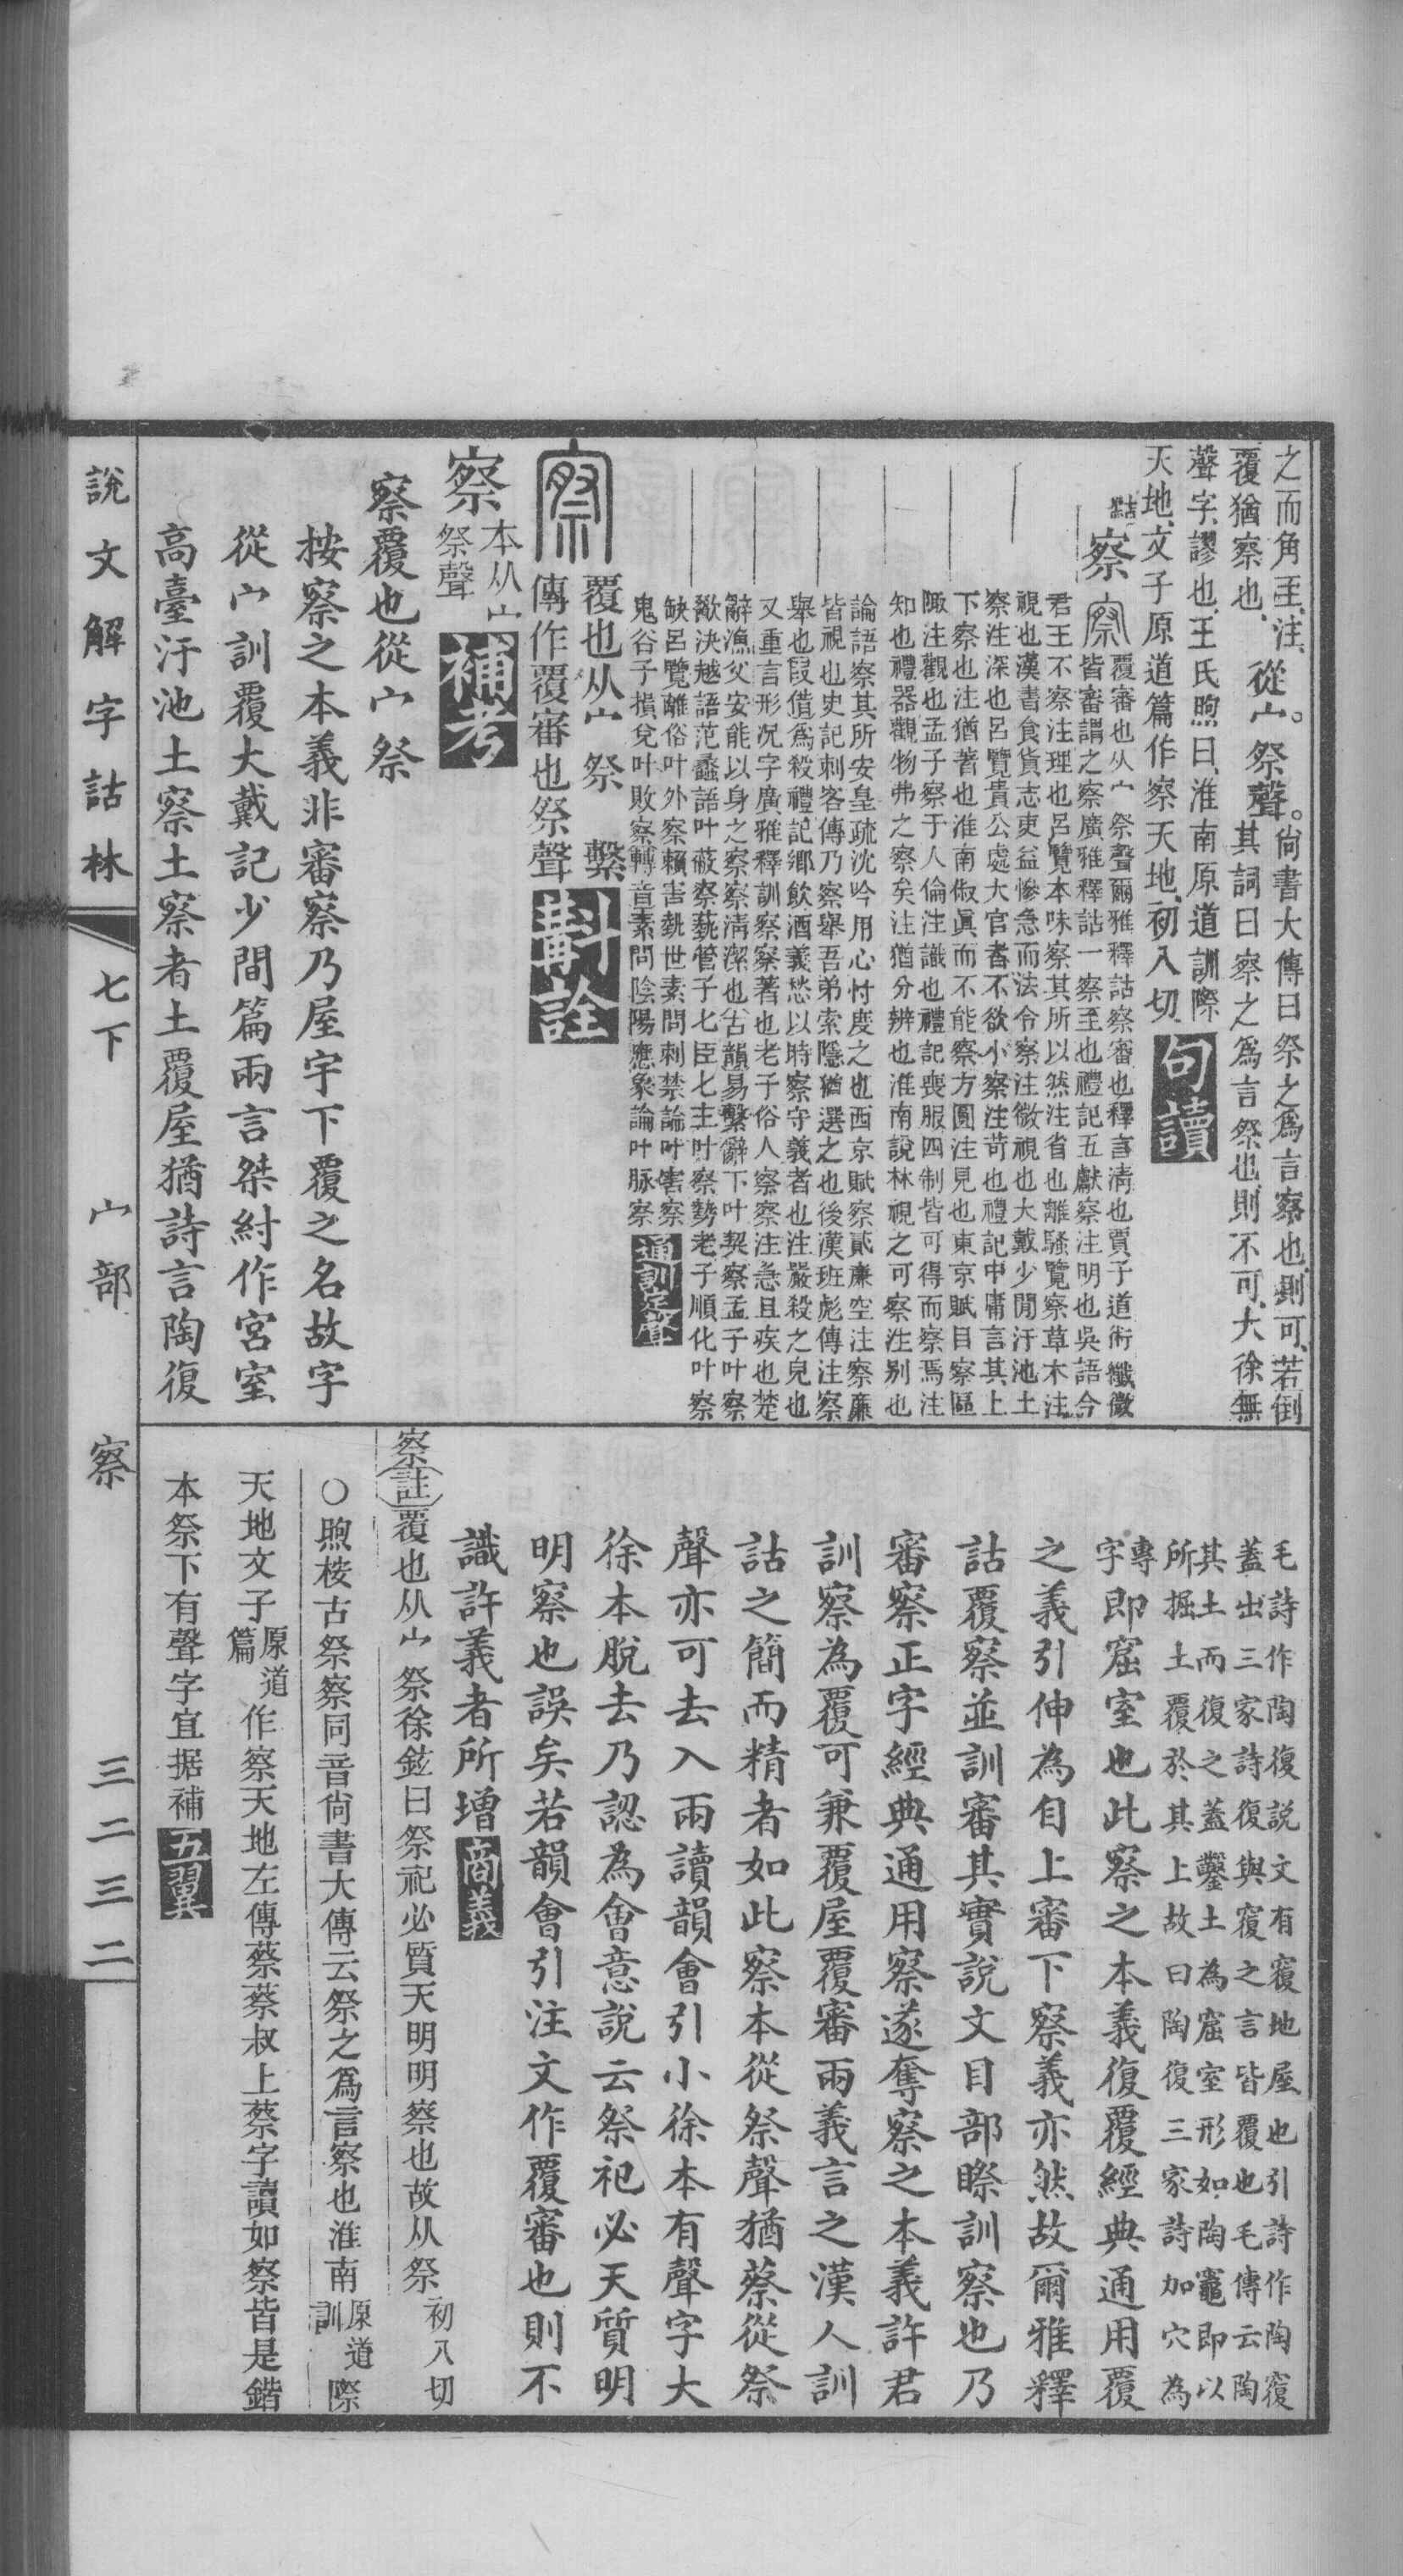 之而角王、注、從宀。祭聲。尙書大傳曰祭之爲言察也、則可、若倒
覆猶察也、其詞曰察之爲言祭也、則不可、大徐無
聲字、謬也、王氏煦曰、淮南原道訓際
天地、文子原道篇作察天地、初入切 句讀
察 覆審也从宀祭聲爾雅釋詁察審也釋言淸也賈子道術纖微
皆審謂之察廣雅釋詁一察至也禮記五獻察注明也吳語今
君王不察注理也呂覽本味察其所以然注省也離騷覽察草木注
視也漢書食貨志吏益慘急而法令察注微視也大戴少閒汙池土
察注深也呂覽貴公處大官者不欲小察注苛也禮記中庸言其上
下察也注猶著也淮南俶眞而不能察方圓注見也東京賦目察區
陬注觀也孟子察于人倫注識也禮記喪服四制皆可得而察焉注
知也禮器觀物弗之察矣注猶分辨也淮南說林視之可察注别也
論語察其所安皇疏沈吟用心忖度之也西京賦察貳廉空注察廉
皆視也史記刺客傳乃察舉吾弟索隱猶選之也後漢班彪傳注察
舉也叚借爲殺禮記鄉飲酒義愁以時察守義者也注嚴殺之皃也
又重言形況字廣雅釋訓察察著也老子俗人察察注急且疾也楚
辭漁父安能以身之察察淸潔也古韻易繫辭下叶契察孟子叶察
歠決越語范蠡語叶蔽察蓺管子七臣七主叶察勢老子順化叶察
缺呂覽離俗叶外察賴害埶世素問刺禁論叶害察
鬼谷子損兌叶敗察轉音素問陰陽應象論叶脉察 通訓定聲
覆也从宀祭 繫
傳作覆審也祭聲 斠詮
察 本从宀
祭聲 補考
察覆也從宀祭
按察之本義非審察乃屋宇下覆之名故字
從宀訓覆大戴記少閒篇兩言桀紂作宮室
高臺汙池土察土察者土覆屋猶詩言陶復
毛詩作陶復說文有㝮地屋也引詩作陶㝮
蓋出三家詩復與㝮之言皆覆也毛傳云陶
其土而復之蓋鑿土為窟室形如陶竈即以
所掘土覆於其上故曰陶復三家詩加穴為
專
字 即窟室也此察之本義復覆經典通用覆
之義引伸為自上審下察義亦然故爾雅釋
詁覆察並訓審其實說文目部瞭訓察也乃
審察正字經典通用察遂奪察之本義許君
訓察為覆可兼覆屋覆審兩義言之漢人訓
詁之簡而精者如此察本從祭聲猶蔡從祭
聲亦可去入兩讀韻會引小徐本有聲字大
徐本脫去乃認為會意說云祭祀必天質明
明察也誤矣若韻會引注文作覆審也則不
識許義者所增 商義
察註覆也从宀祭徐鉉曰祭祀必質天明明察也故从祭初入切
○煦桉古祭察同音尙書大傳云祭之爲言察也淮南原道訓際
天地文子原道篇作察天地左傳蔡蔡叔上蔡字讀如察皆是鍇
本祭下有聲字宜据補 五翼
說文解字詁林 七下 宀部 察 三二三二